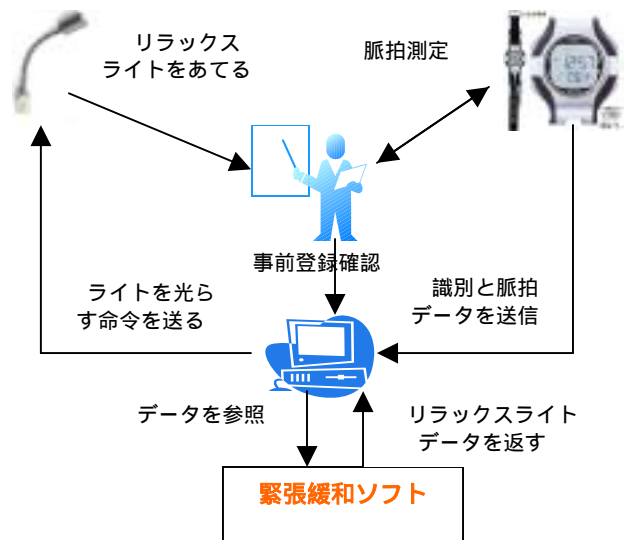 リラックス
ライトをあてる
脈拍測定
事前登録確認
ライトを光ら
す命令を送る
識別と脈拍
データを送信
データを参照
リラックスライト
データを返す
緊張緩和ソフト